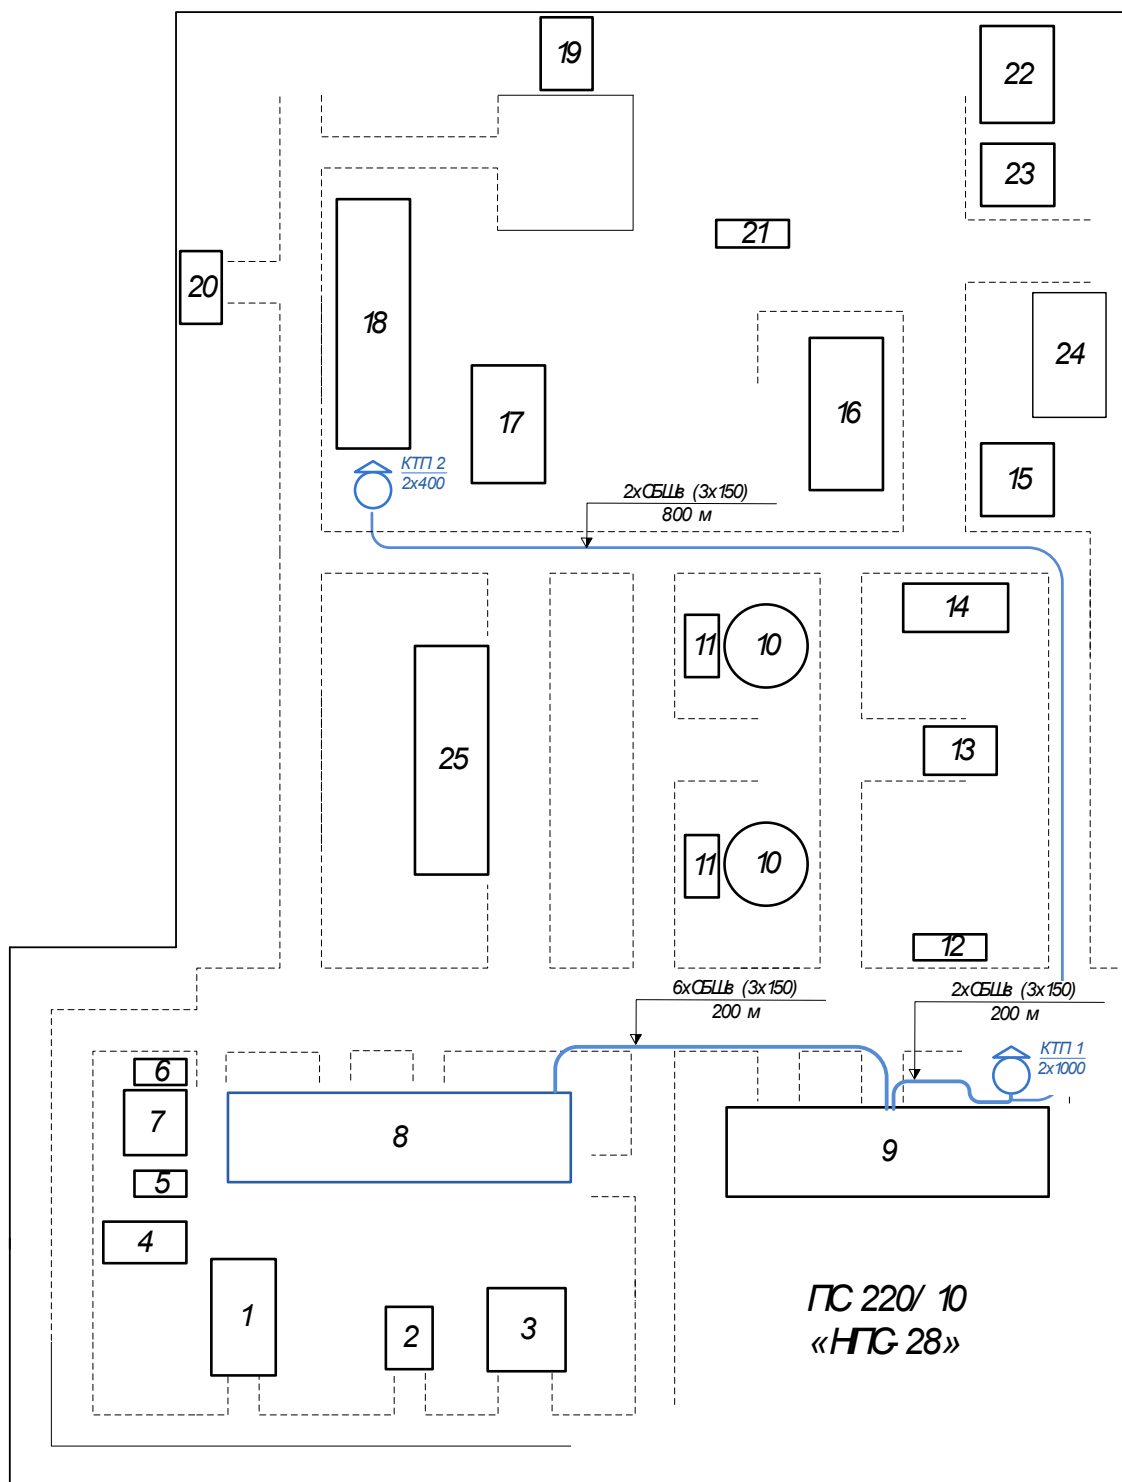 19
22
23
21
20
18
24
17
16
КТП 2
2х400
15
2хСБШв (3х150)
800 м
14
11
10
13
25
11
10
12
6хСБШв (3х150)
200 м
2хСБШв (3х150)
200 м
КТП 1
2х1000
6
7
8
9
5
4
1
2
3
ПС 220/ 10
«НПС- 28»